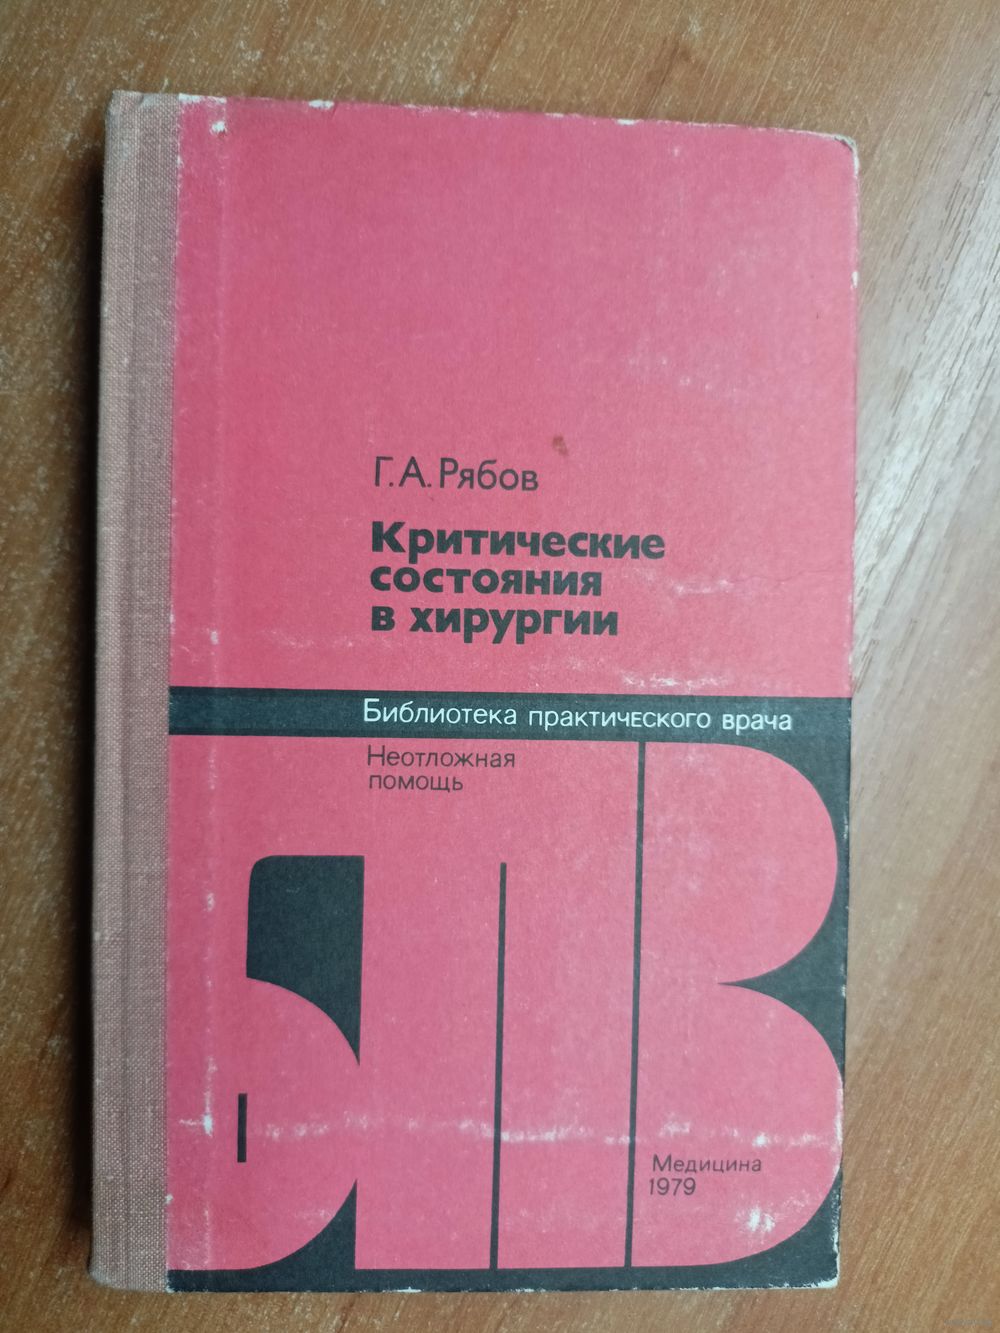 Г. А. Рябов
Критические
состояния
в хирургии
Библиотека практического врача
Неотложная
помощь
БПВ
Медицина
1979